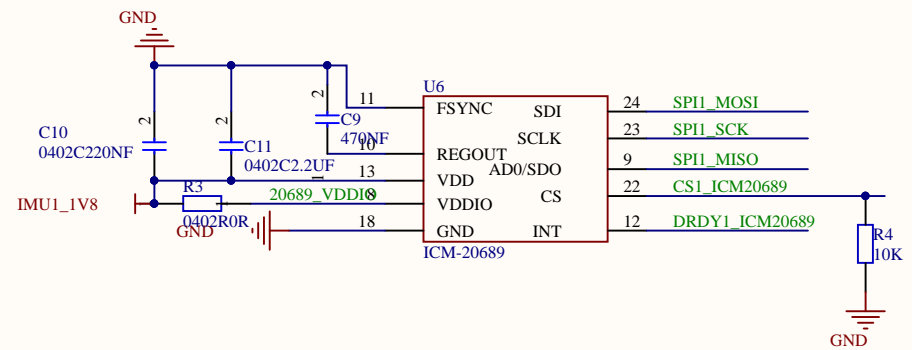 GND
U6
11
FSYNC
SDI
24
SPI1_MOSI
2
2
2
C10
0402C220NF
C11
0402C2.2UF
C9
470NF
10
REGOUT
SCLK
23
SPI1_SCK
AD0/SDO
9
SPI1_MISO
1
13
VDD
R3
0402R0R
20689_VDDIO
8
VDDIO
CS
22
CS1_ICM20689
IMU1_1V8
GND
18
GND
INT
12
DRDY1_ICM20689
ICM-20689
R4
10K
GND